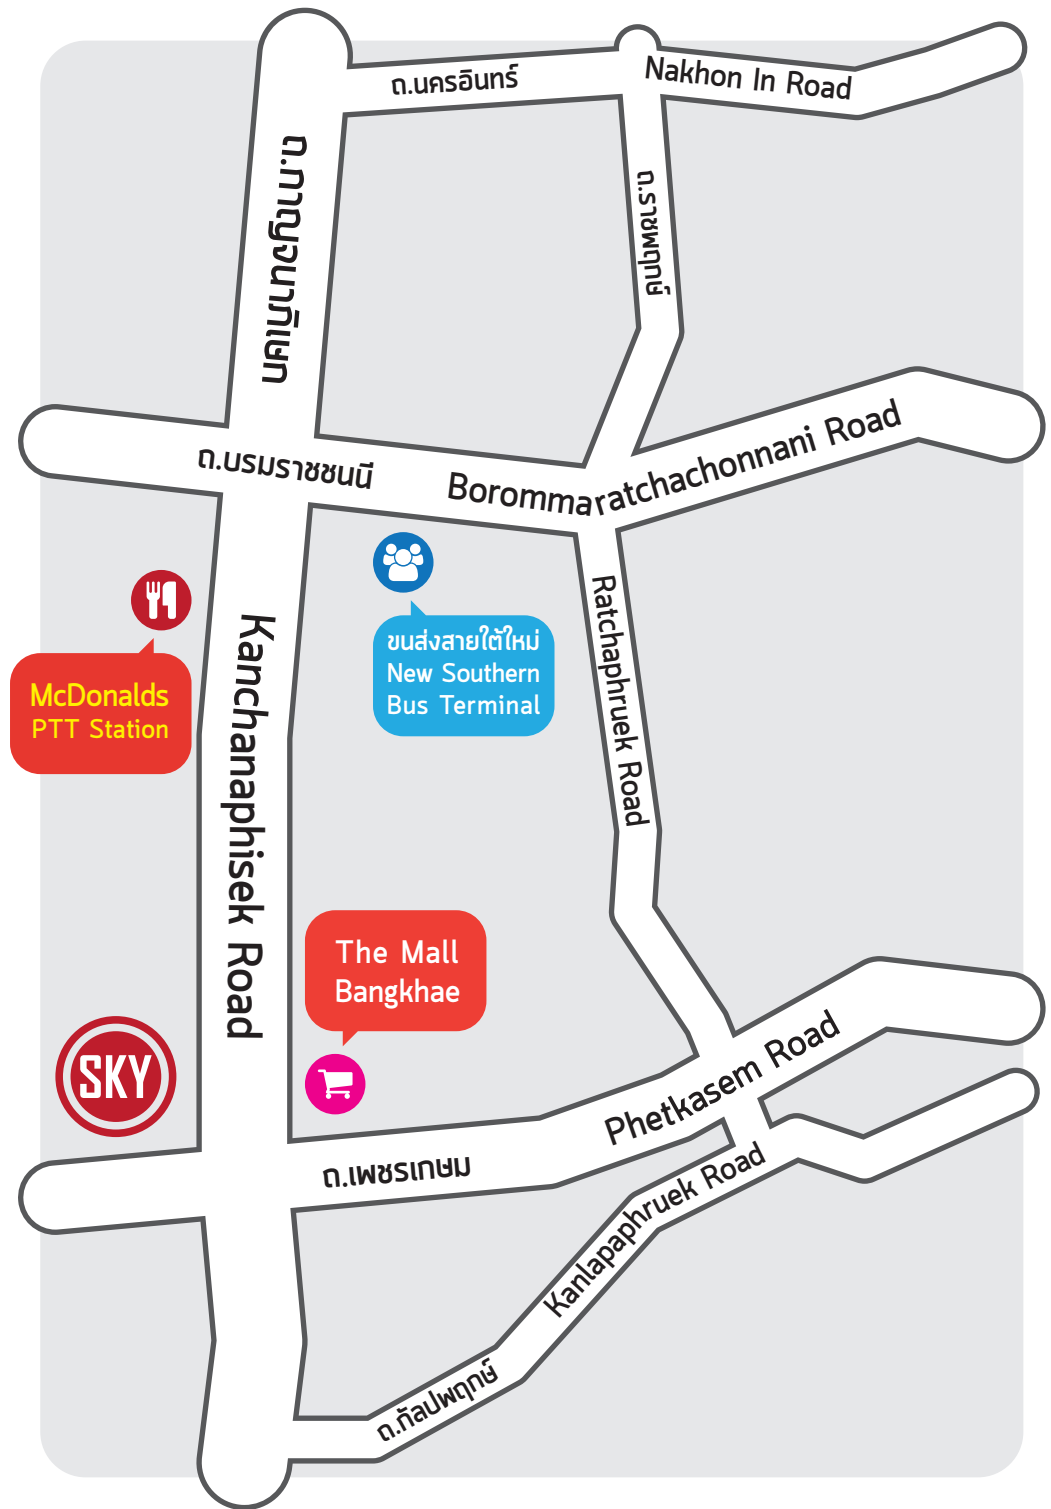 ถ.นครอินทร์
Nakhon In Road
ถ.กาญจนาภิเษก
ถ.ราชพฤกษ์
ถ.บรมราชชนนี
Borommaratchachonnani Road
ขนส่งสายใต้ใหม่
New Southern
Bus Terminal
McDonalds
PTT Station
Kanchanaphisek Road
Ratchaphruek Road
The Mall
Bangkhae
SKY
Phetkasem Road
ถ.เพชรเกษม
Kanlapaphruek Road
ถ.กัลปพฤกษ์